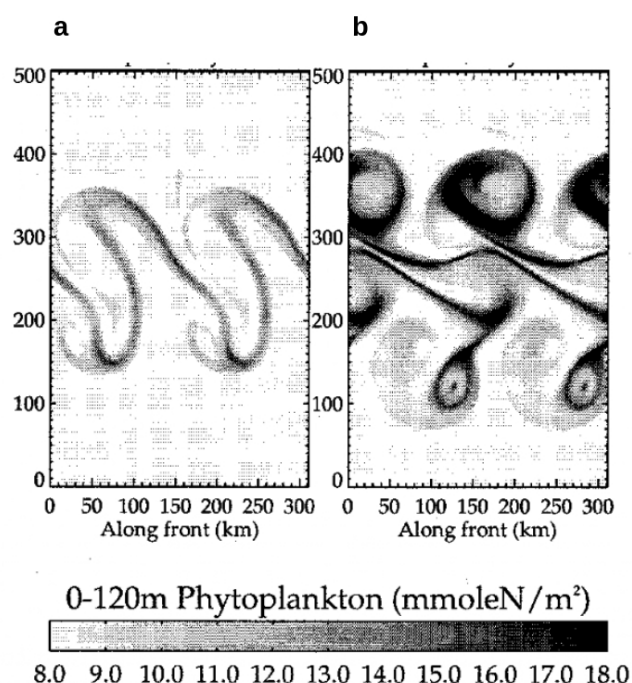 a b
500 500
400 400
300 300
200 200
100 100
0 0
0 50 100 150 200 250 300 0 50 100 150 200 250 300
Along front (km) Along front (km)
0-120m Phytoplankton (mmoleN/m²)
8.0 9.0 10.0 11.0 12.0 13.0 14.0 15.0 16.0 17.0 18.0